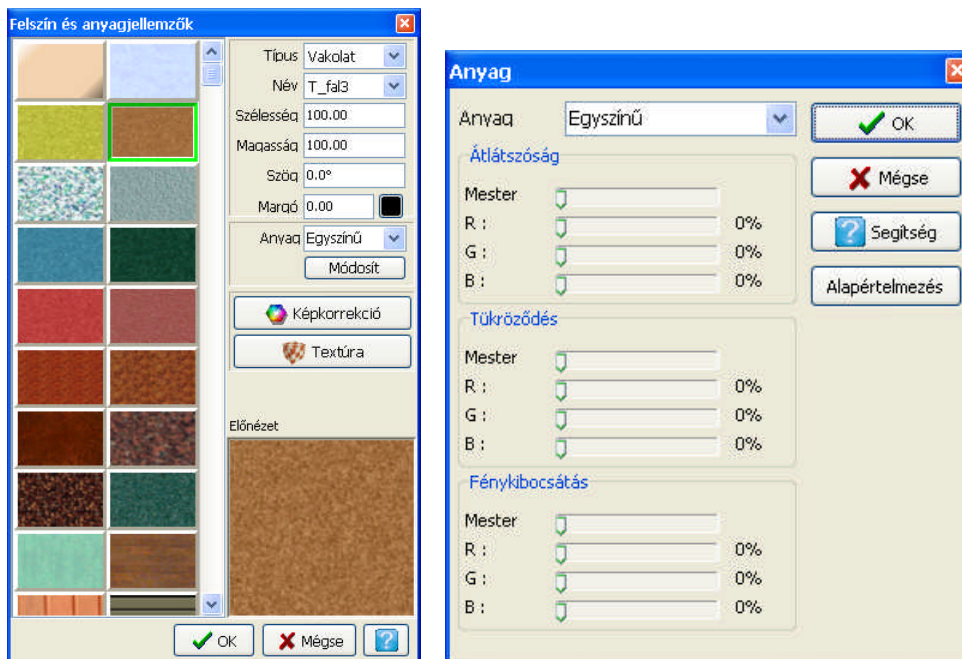 Felszín és anyagjellemzők
Típus Vakolat
Név T_fal3
Szélesség 100.00
Magasság 100.00
Szög 0.0°
Margó 0.00
Anyag Egyszínű
Módosít
Képkorrekció
Textúra
Előnézet
OK Mégse ?
Anyag
Anyag Egyszínű
OK
Mégse
Segítség
Alapértelmezés
Átlátszóság
Mester
R : 0%
G : 0%
B : 0%
Tükröződés
Mester
R : 0%
G : 0%
B : 0%
Fénykibocsátás
Mester
R : 0%
G : 0%
B : 0%